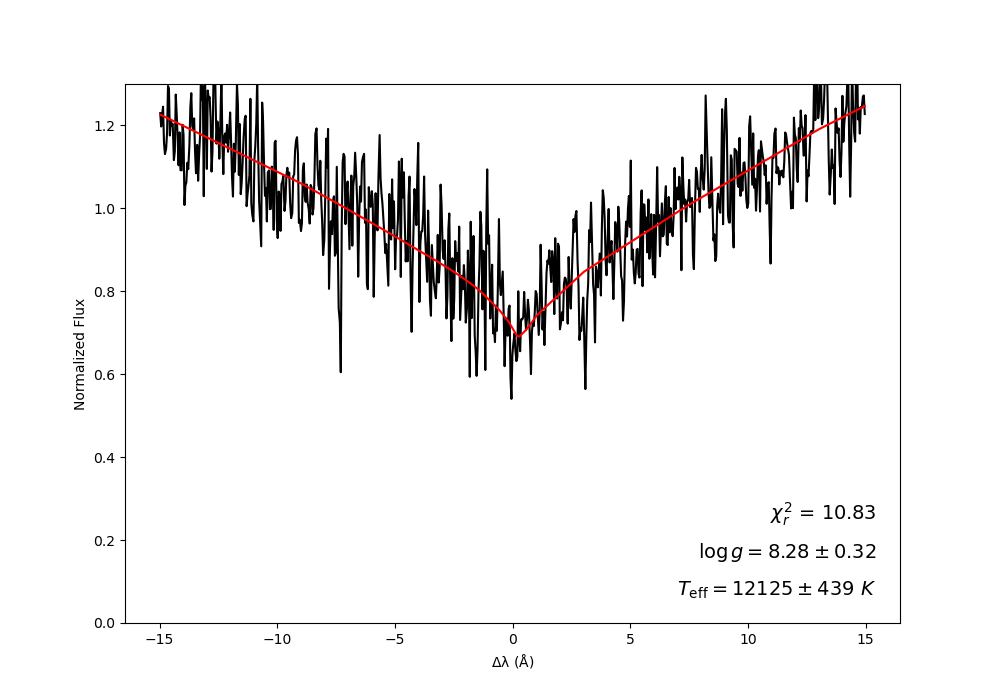 Normalized Flux
1.2
1.0
0.8
0.6
0.4
0.2
0.0
χ²ᵣ = 10.83
log g = 8.28 ± 0.32
T_eff = 12125 ± 439 K
−15 −10 −5 0 5 10 15
Δλ (Å)